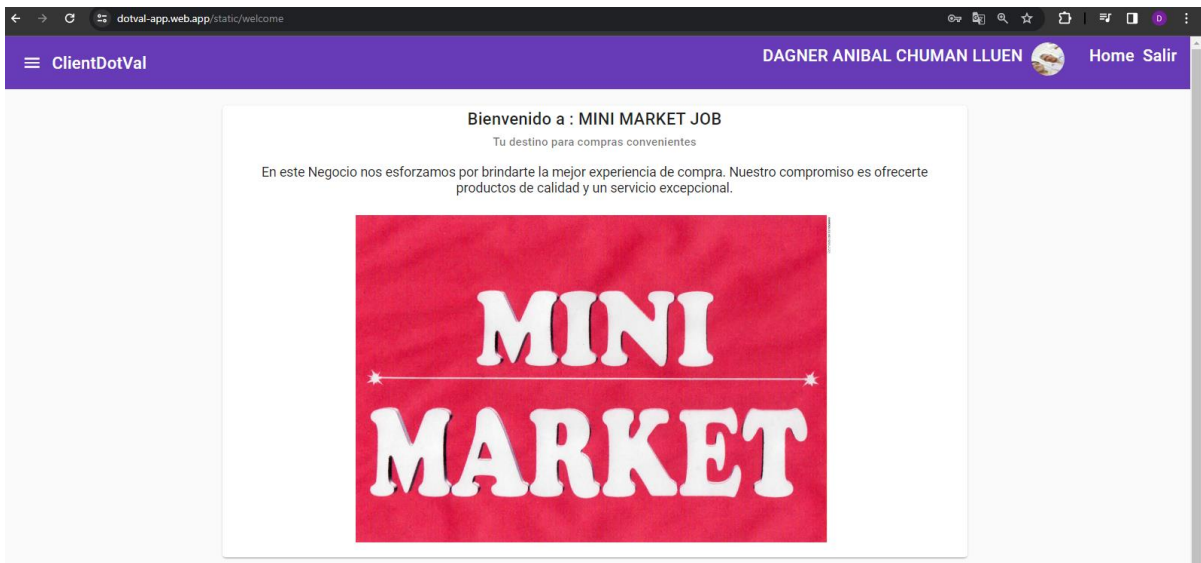 dotval-app.web.app/static/welcome
D
ClientDotVal
DAGNER ANIBAL CHUMAN LLUEN
Home Salir
Bienvenido a : MINI MARKET JOB
Tu destino para compras convenientes
En este Negocio nos esforzamos por brindarte la mejor experiencia de compra. Nuestro compromiso es ofrecerte
productos de calidad y un servicio excepcional.
MINI
MARKET